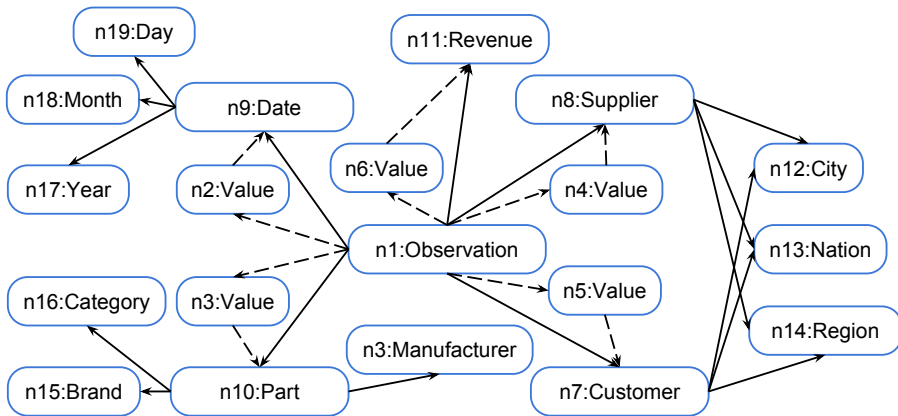 n19:Day
n11:Revenue
n18:Month
n9:Date
n8:Supplier
n17:Year
n2:Value
n6:Value
n4:Value
n12:City
n1:Observation
n13:Nation
n16:Category
n3:Value
n5:Value
n14:Region
n3:Manufacturer
n15:Brand
n10:Part
n7:Customer